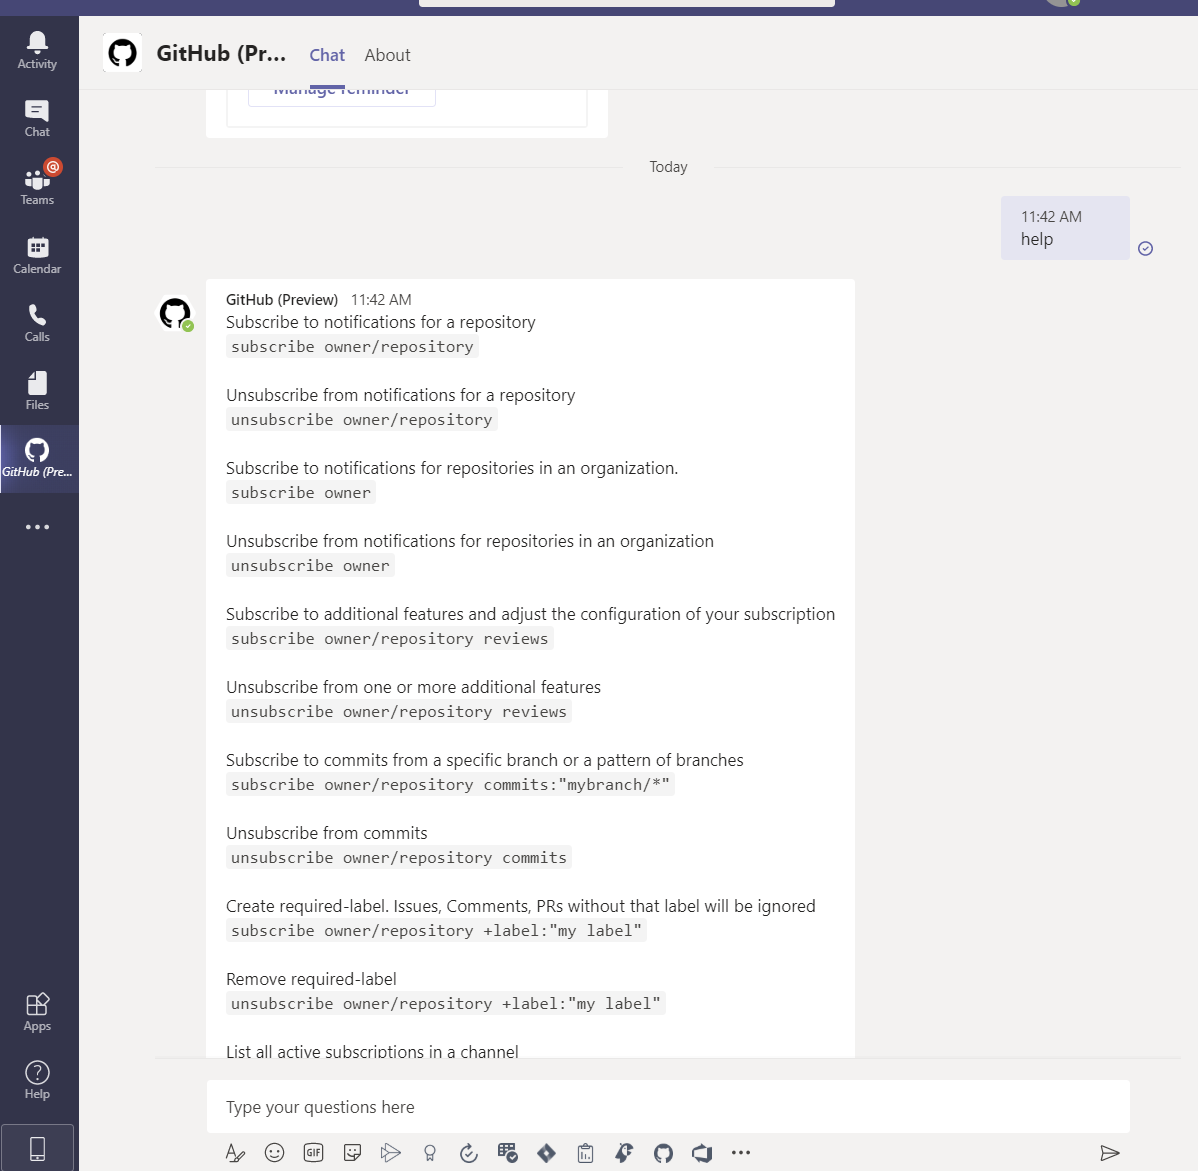 GitHub (Pr...
Chat
About
Activity
Chat
Teams
Calendar
Calls
Files
GitHub (Pre...
Apps
Help
Manage reminder
Today
11:42 AM
help
GitHub (Preview) 11:42 AM
Subscribe to notifications for a repository
subscribe owner/repository
Unsubscribe from notifications for a repository
unsubscribe owner/repository
Subscribe to notifications for repositories in an organization.
subscribe owner
Unsubscribe from notifications for repositories in an organization
unsubscribe owner
Subscribe to additional features and adjust the configuration of your subscription
subscribe owner/repository reviews
Unsubscribe from one or more additional features
unsubscribe owner/repository reviews
Subscribe to commits from a specific branch or a pattern of branches
subscribe owner/repository commits:"mybranch/*"
Unsubscribe from commits
unsubscribe owner/repository commits
Create required-label. Issues, Comments, PRs without that label will be ignored
subscribe owner/repository +label:"my label"
Remove required-label
unsubscribe owner/repository +label:"my label"
List all active subscriptions in a channel
Type your questions here
GIF